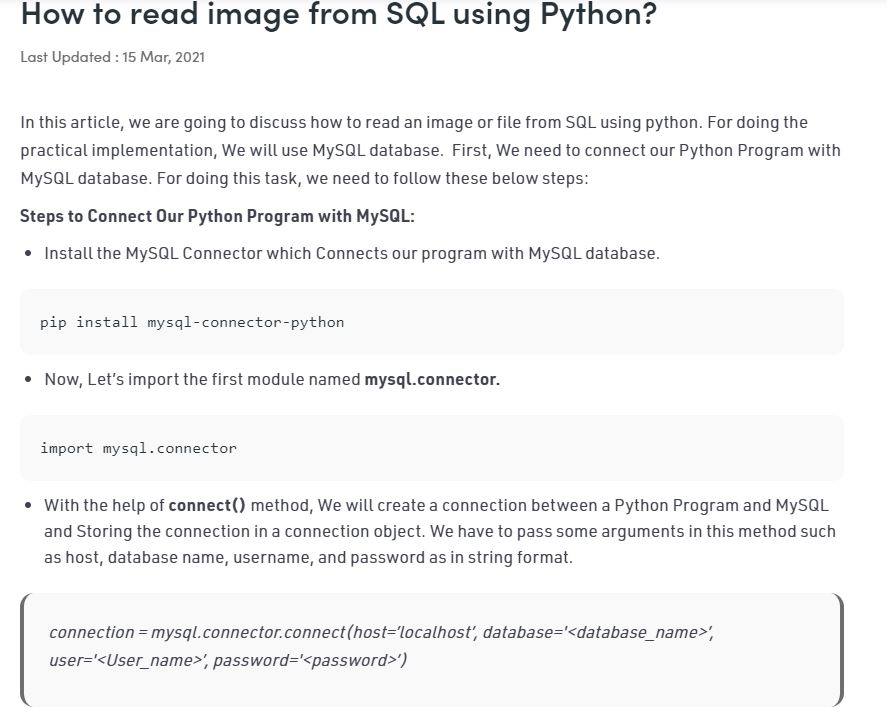 How to read image from SQL using Python?
Last Updated : 15 Mar, 2021
In this article, we are going to discuss how to read an image or file from SQL using python. For doing the
practical implementation, We will use MySQL database.  First, We need to connect our Python Program with
MySQL database. For doing this task, we need to follow these below steps:
Steps to Connect Our Python Program with MySQL:
• Install the MySQL Connector which Connects our program with MySQL database.
pip install mysql-connector-python
• Now, Let’s import the first module named mysql.connector.
import mysql.connector
• With the help of connect() method, We will create a connection between a Python Program and MySQL
and Storing the connection in a connection object. We have to pass some arguments in this method such
as host, database name, username, and password as in string format.
connection = mysql.connector.connect(host=’localhost’, database='<database_name>’,
user='<User_name>’, password='<password>’)